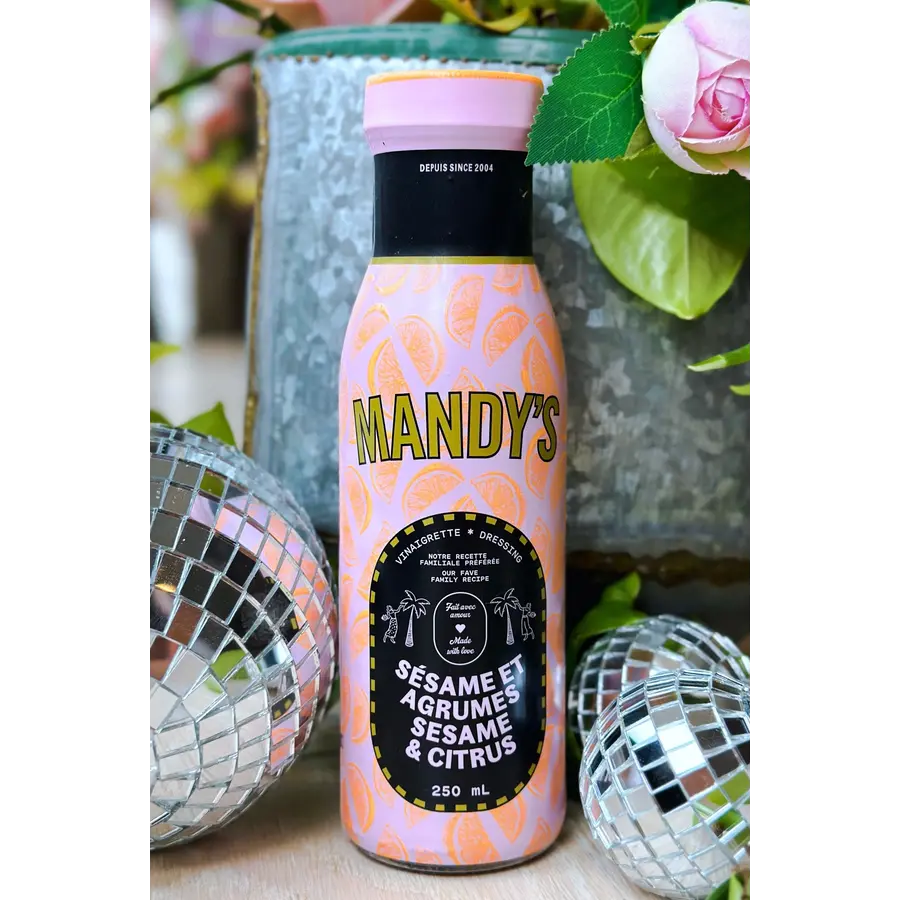 DEPUIS SINCE 2004
MANDY'S
VINAIGRETTE * DRESSING
NOTRE RECETTE
FAMILIALE PRÉFÉRÉE
OUR FAVE
FAMILY RECIPE
Fait avec
amour
Made
with love
SÉSAME ET
AGRUMES
SESAME
& CITRUS
250 mL